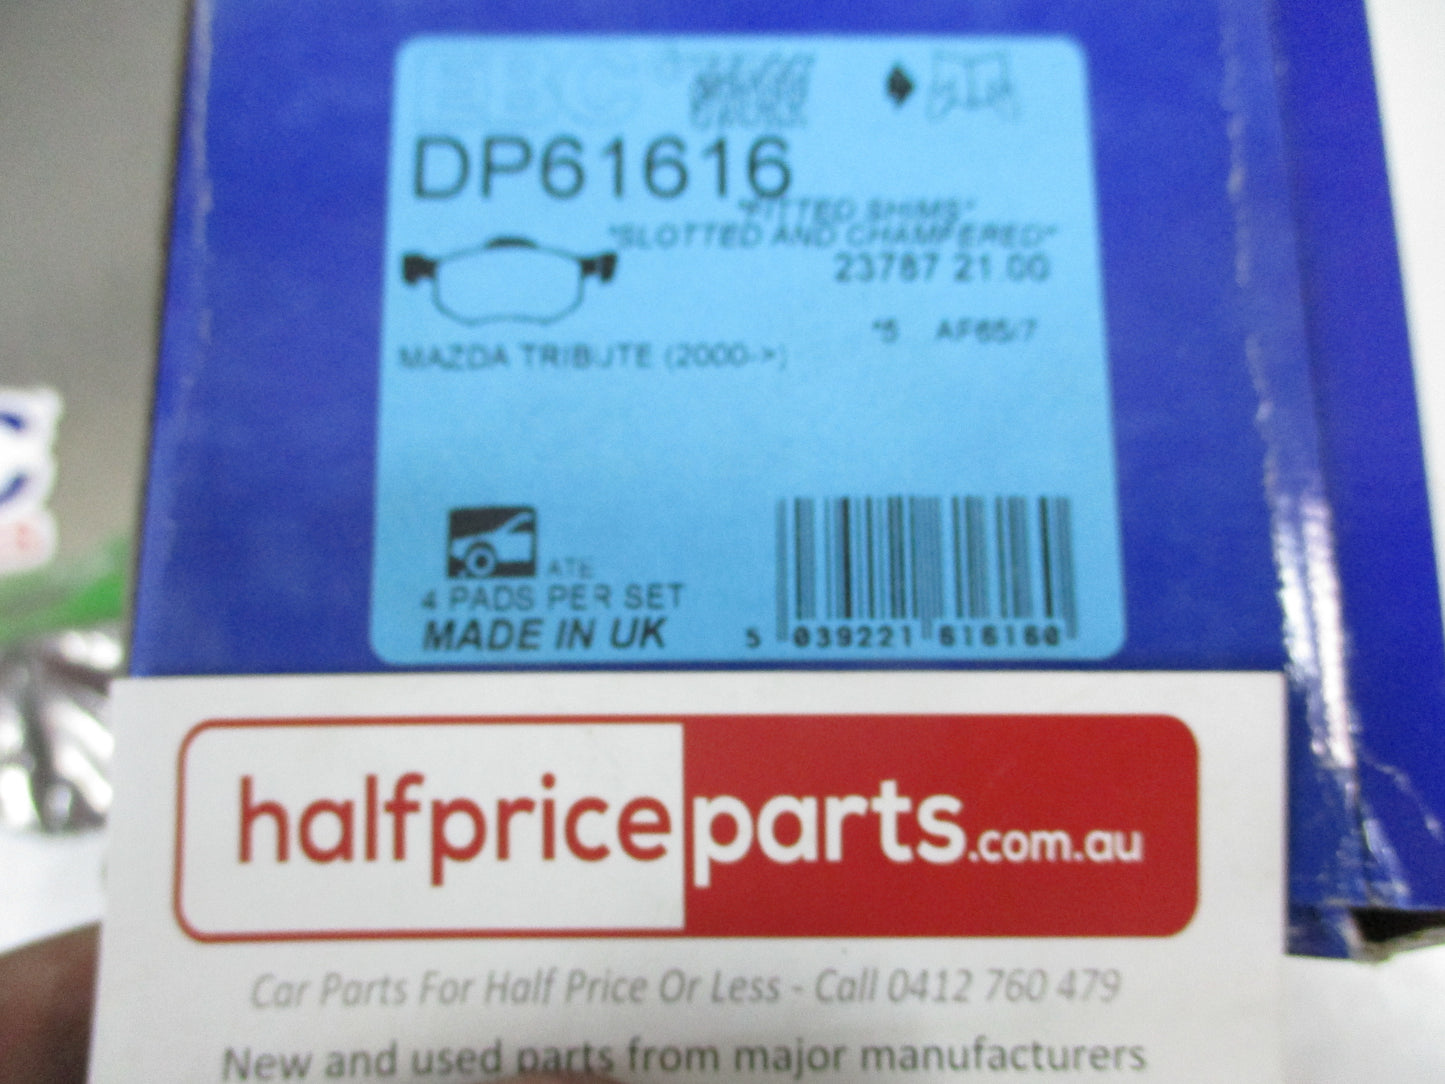 EBC
DP61616
"FITTED SHIMS"
"SLOTTED AND CHAMFERED"
23787 21.00
*5 AF65/7
MAZDA TRIBUTE (2000->)
ATE
4 PADS PER SET
MADE IN UK
5 039221 616160
halfpriceparts.com.au
Car Parts For Half Price Or Less - Call 0412 760 479
New and used parts from major manufacturers